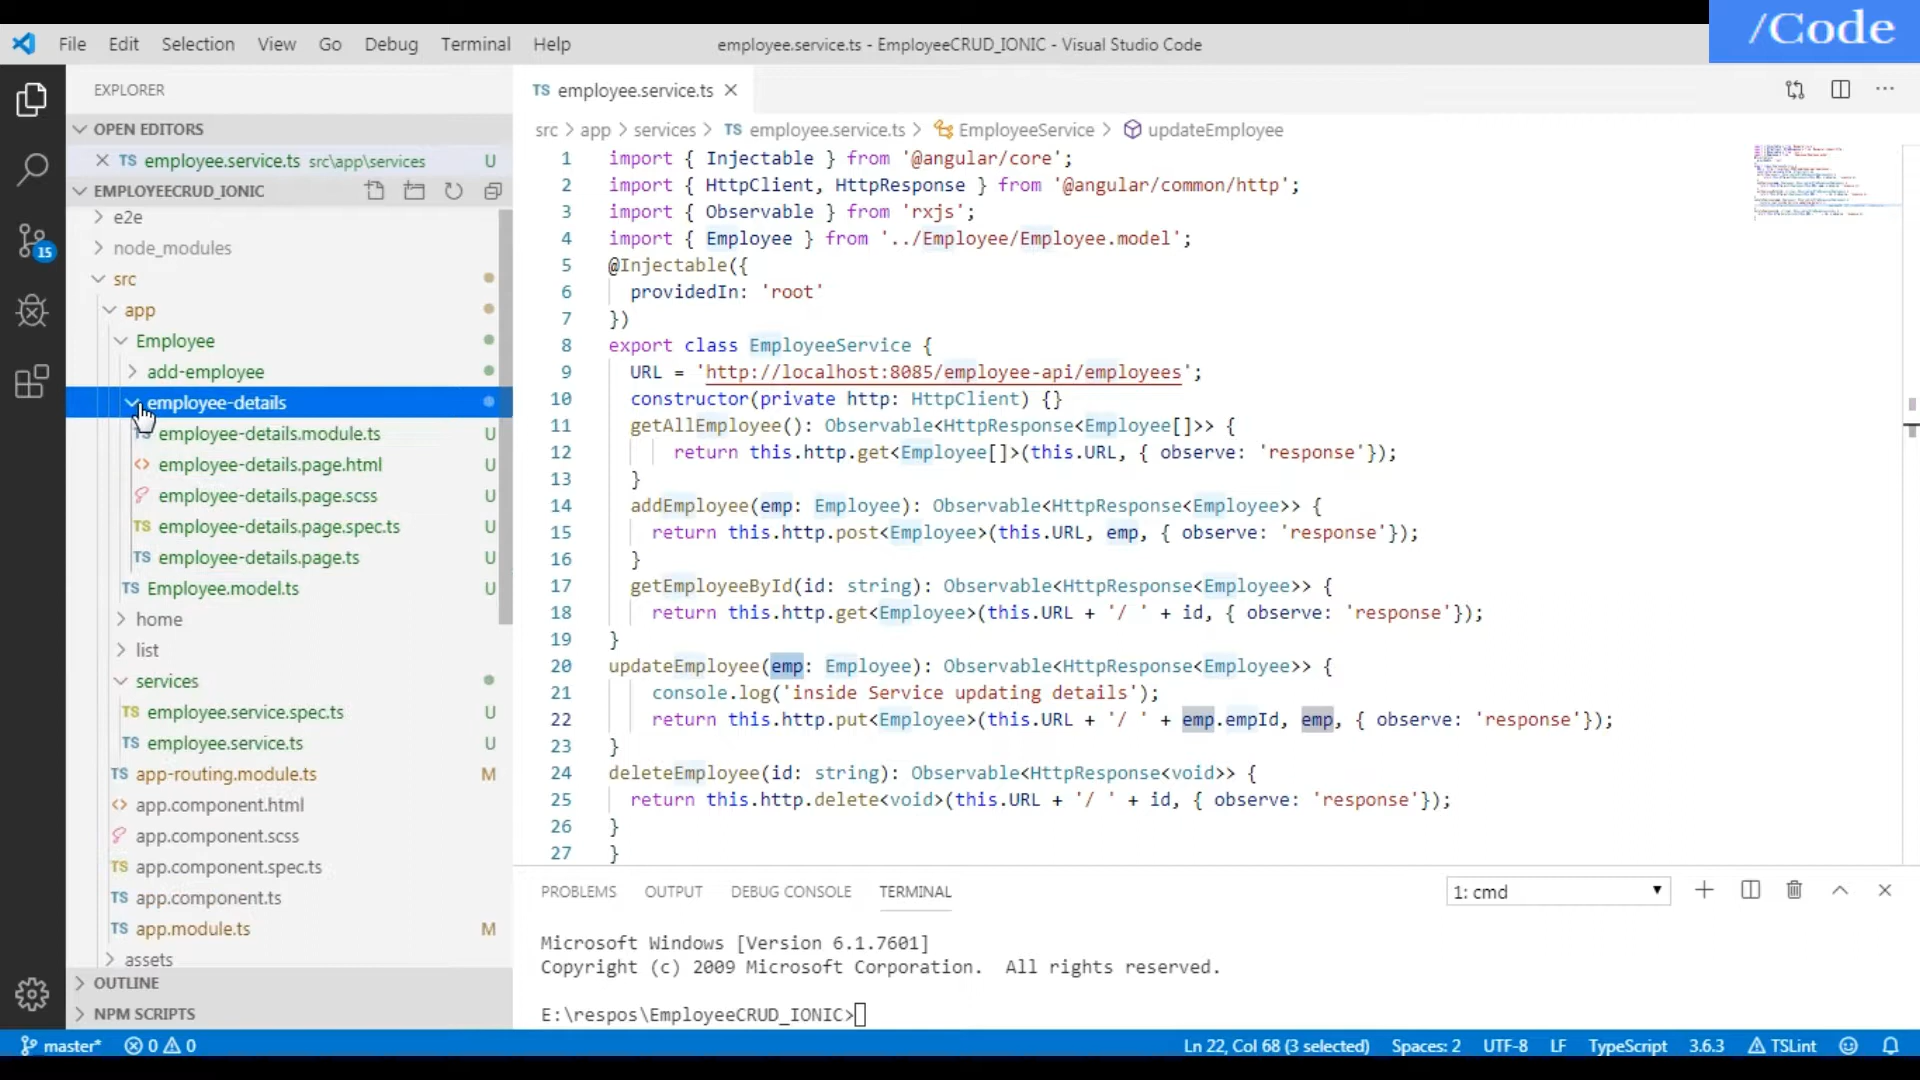 /Code
File Edit Selection View Go Debug Terminal Help
employee.service.ts - EmployeeCRUD_IONIC - Visual Studio Code
EXPLORER
OPEN EDITORS
TS employee.service.ts src\app\services U
EMPLOYEECRUD_IONIC
e2e
node_modules
src
app
Employee
add-employee
employee-details
employee-details.module.ts U
<> employee-details.page.html U
employee-details.page.scss U
TS employee-details.page.spec.ts U
TS employee-details.page.ts U
TS Employee.model.ts U
home
list
services
TS employee.service.spec.ts U
TS employee.service.ts U
TS app-routing.module.ts M
<> app.component.html
app.component.scss
TS app.component.spec.ts
TS app.component.ts
TS app.module.ts M
assets
OUTLINE
NPM SCRIPTS
15
TS employee.service.ts
src > app > services > TS employee.service.ts > EmployeeService > updateEmployee
1 import { Injectable } from '@angular/core';
2 import { HttpClient, HttpResponse } from '@angular/common/http';
3 import { Observable } from 'rxjs';
4 import { Employee } from '../Employee/Employee.model';
5 @Injectable({
6 providedIn: 'root'
7 })
8 export class EmployeeService {
9 URL = 'http://localhost:8085/employee-api/employees';
10 constructor(private http: HttpClient) {}
11 getAllEmployee(): Observable<HttpResponse<Employee[]>> {
12 return this.http.get<Employee[]>(this.URL, { observe: 'response'});
13 }
14 addEmployee(emp: Employee): Observable<HttpResponse<Employee>> {
15 return this.http.post<Employee>(this.URL, emp, { observe: 'response'});
16 }
17 getEmployeeById(id: string): Observable<HttpResponse<Employee>> {
18 return this.http.get<Employee>(this.URL + '/ ' + id, { observe: 'response'});
19 }
20 updateEmployee(emp: Employee): Observable<HttpResponse<Employee>> {
21 console.log('inside Service updating details');
22 return this.http.put<Employee>(this.URL + '/ ' + emp.empId, emp, { observe: 'response'});
23 }
24 deleteEmployee(id: string): Observable<HttpResponse<void>> {
25 return this.http.delete<void>(this.URL + '/ ' + id, { observe: 'response'});
26 }
27 }
PROBLEMS OUTPUT DEBUG CONSOLE TERMINAL
1: cmd
Microsoft Windows [Version 6.1.7601]
Copyright (c) 2009 Microsoft Corporation. All rights reserved.
E:\respos\EmployeeCRUD_IONIC>
master* 0 0
Ln 22, Col 68 (3 selected) Spaces: 2 UTF-8 LF TypeScript 3.6.3 TSLint